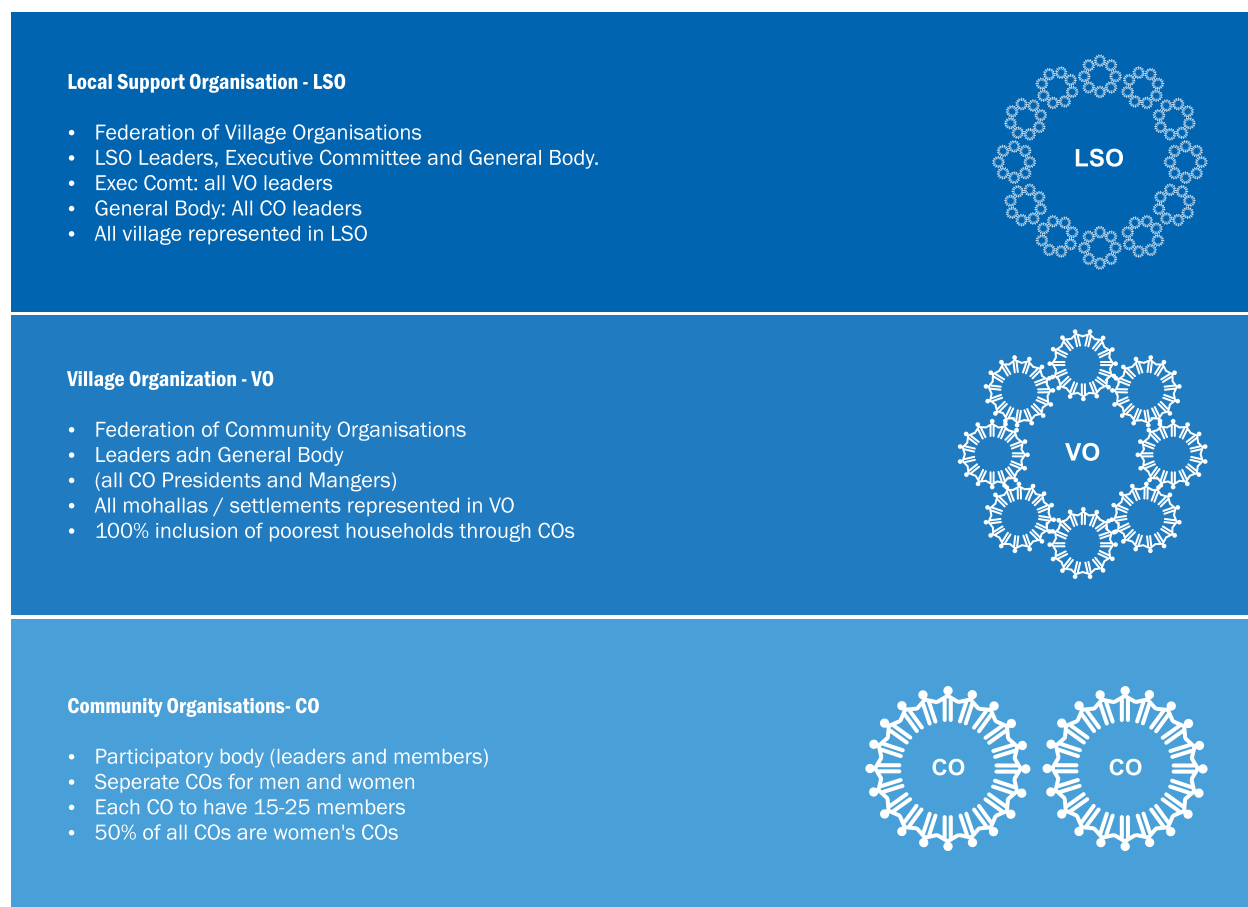 Local Support Organisation - LSO
• Federation of Village Organisations
• LSO Leaders, Executive Committee and General Body.
• Exec Comt: all VO leaders
• General Body: All CO leaders
• All village represented in LSO
LSO
Village Organization - VO
• Federation of Community Organisations
• Leaders adn General Body
• (all CO Presidents and Mangers)
• All mohallas / settlements represented in VO
• 100% inclusion of poorest households through COs
VO
Community Organisations- CO
• Participatory body (leaders and members)
• Seperate COs for men and women
• Each CO to have 15-25 members
• 50% of all COs are women's COs
CO
CO